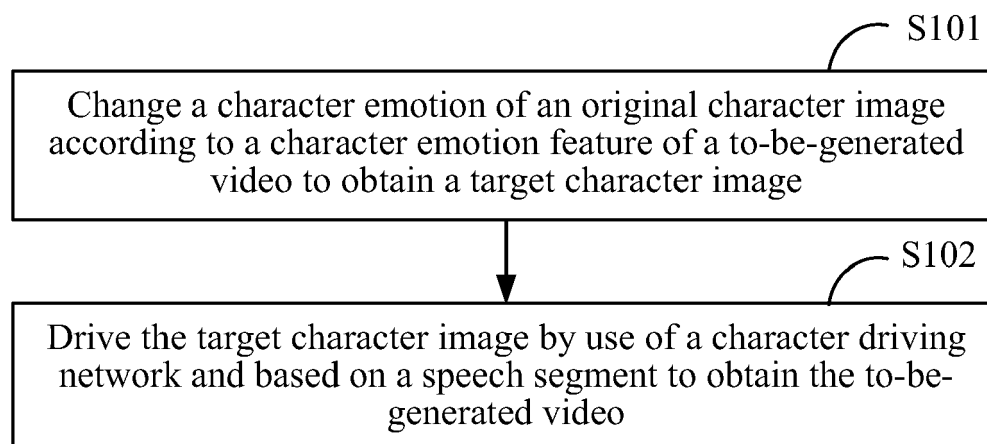 S101
Change a character emotion of an original character image
according to a character emotion feature of a to-be-generated
video to obtain a target character image
S102
Drive the target character image by use of a character driving
network and based on a speech segment to obtain the to-be-
generated video